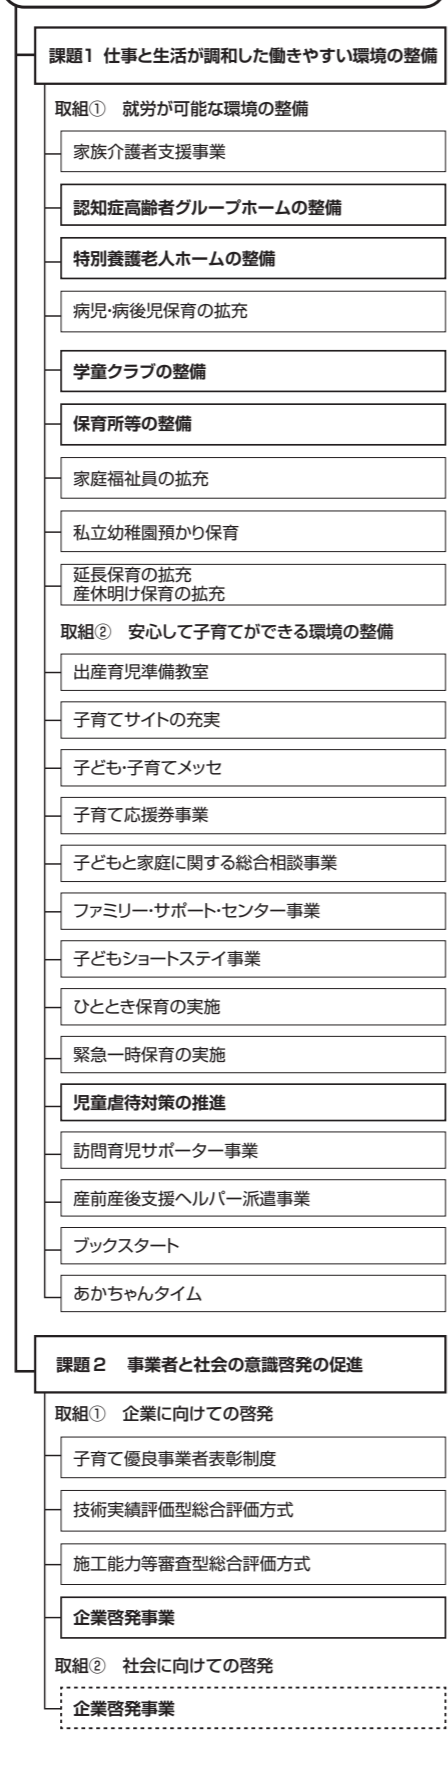 課題1 仕事と生活が調和した働きやすい環境の整備
取組① 就労が可能な環境の整備
家族介護者支援事業
認知症高齢者グループホームの整備
特別養護老人ホームの整備
病児・病後児保育の拡充
学童クラブの整備
保育所等の整備
家庭福祉員の拡充
私立幼稚園預かり保育
延長保育の拡充
産休明け保育の拡充
取組② 安心して子育てができる環境の整備
出産育児準備教室
子育てサイトの充実
子ども・子育てメッセ
子育て応援券事業
子どもと家庭に関する総合相談事業
ファミリー・サポート・センター事業
子どもショートステイ事業
ひととき保育の実施
緊急一時保育の実施
児童虐待対策の推進
訪問育児サポーター事業
産前産後支援ヘルパー派遣事業
ブックスタート
あかちゃんタイム
課題2 事業者と社会の意識啓発の促進
取組① 企業に向けての啓発
子育て優良事業者表彰制度
技術実績評価型総合評価方式
施工能力等審査型総合評価方式
企業啓発事業
取組② 社会に向けての啓発
企業啓発事業